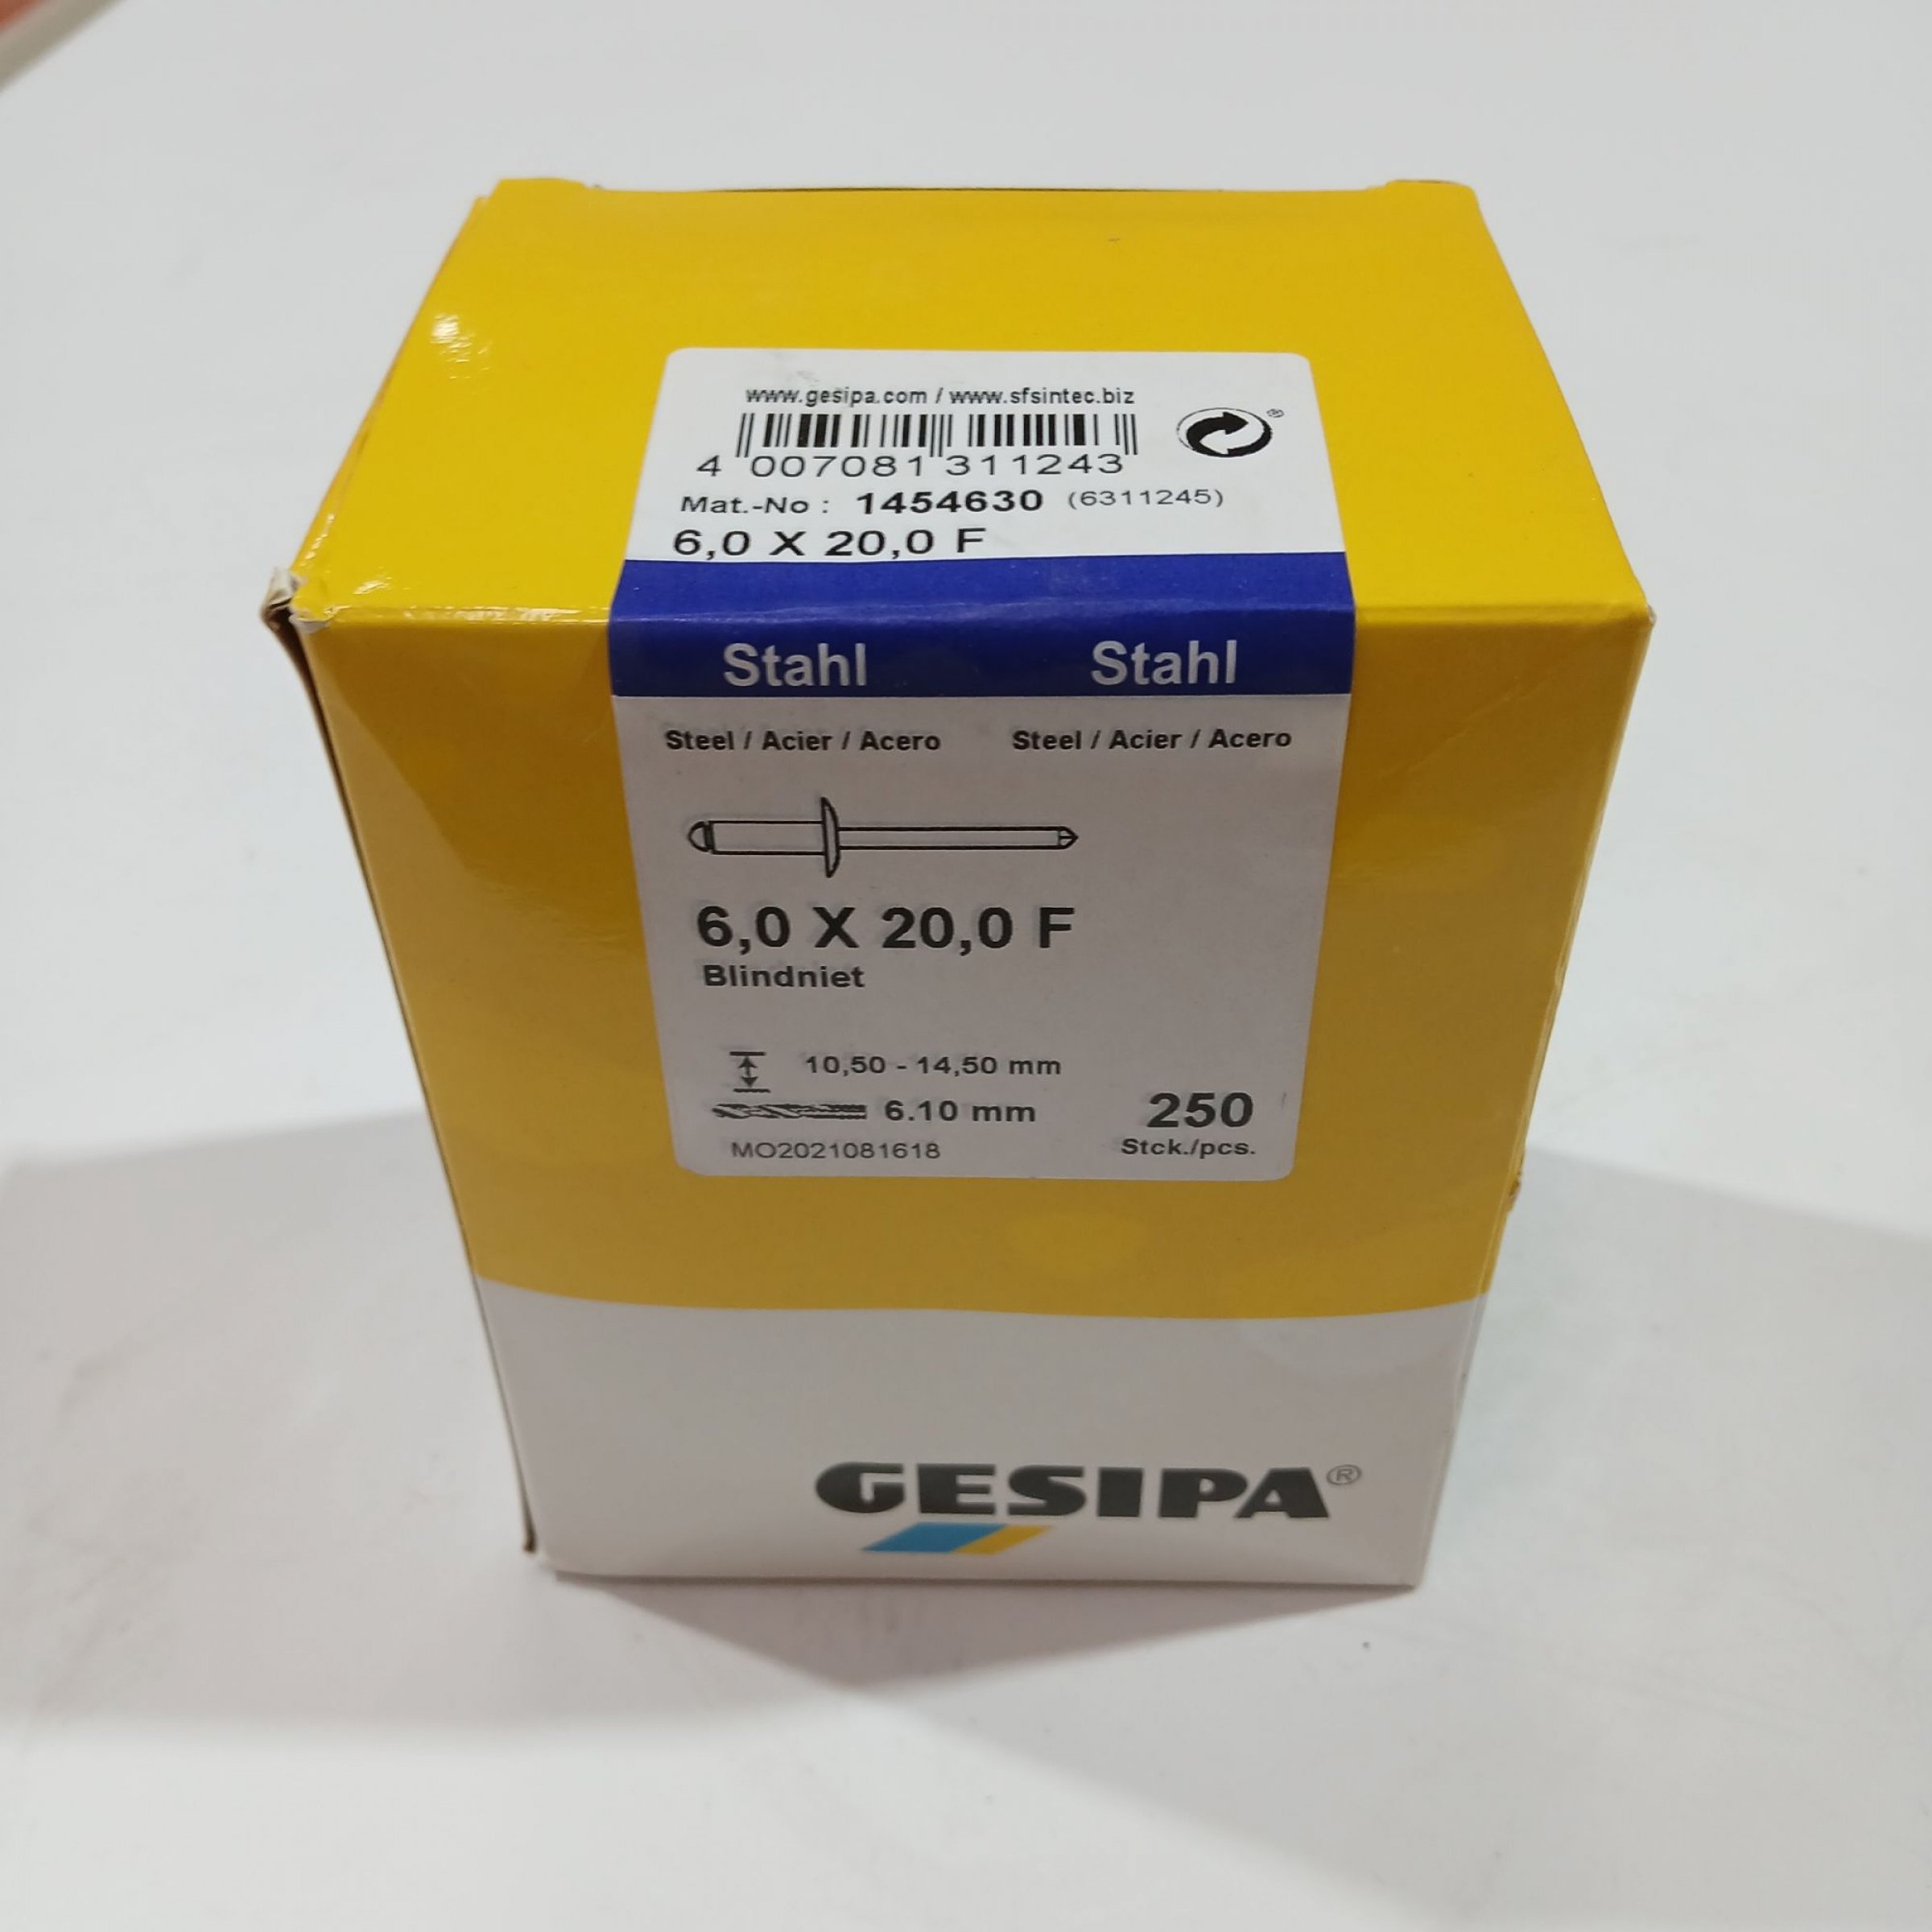 www.gesipa.com / www.sfsintec.biz
®
4 007081 311243
Mat.-No : 1454630 (6311245)
6,0 X 20,0 F
Stahl Stahl
Steel / Acier / Acero Steel / Acier / Acero
6,0 X 20,0 F
Blindniet
10,50 - 14,50 mm
6.10 mm 250
MO2021081618 Stck./pcs.
GESIPA®